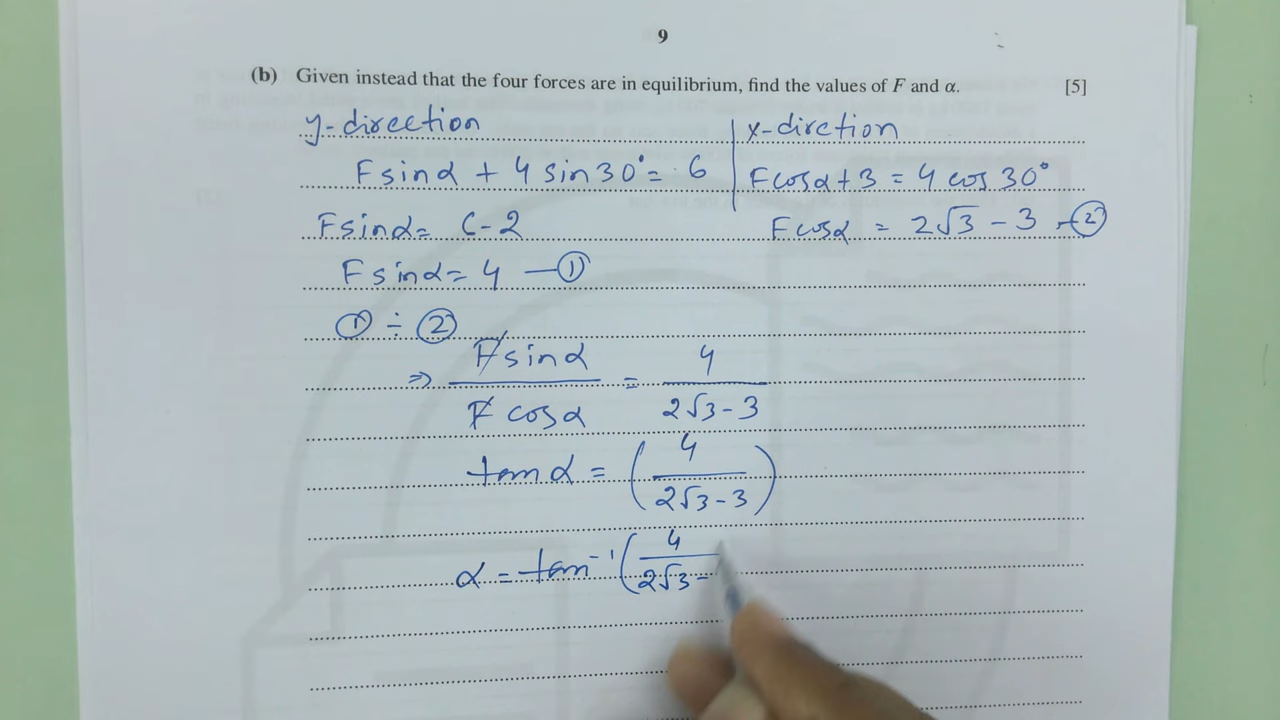 9
(b) Given instead that the four forces are in equilibrium, find the values of F and α. [5]
y-direction
F sin α + 4 sin 30° = 6
F sin α = 6 - 2
F sin α = 4 — ①
x-dirction
F cos α + 3 = 4 cos 30°
F cos α = 2√3 - 3 — ②
① ÷ ②
⇒ F sin α / F cos α = 4 / 2√3 - 3
tan α = (4 / 2√3 - 3)
α = tan⁻¹ (4 / 2√3 -